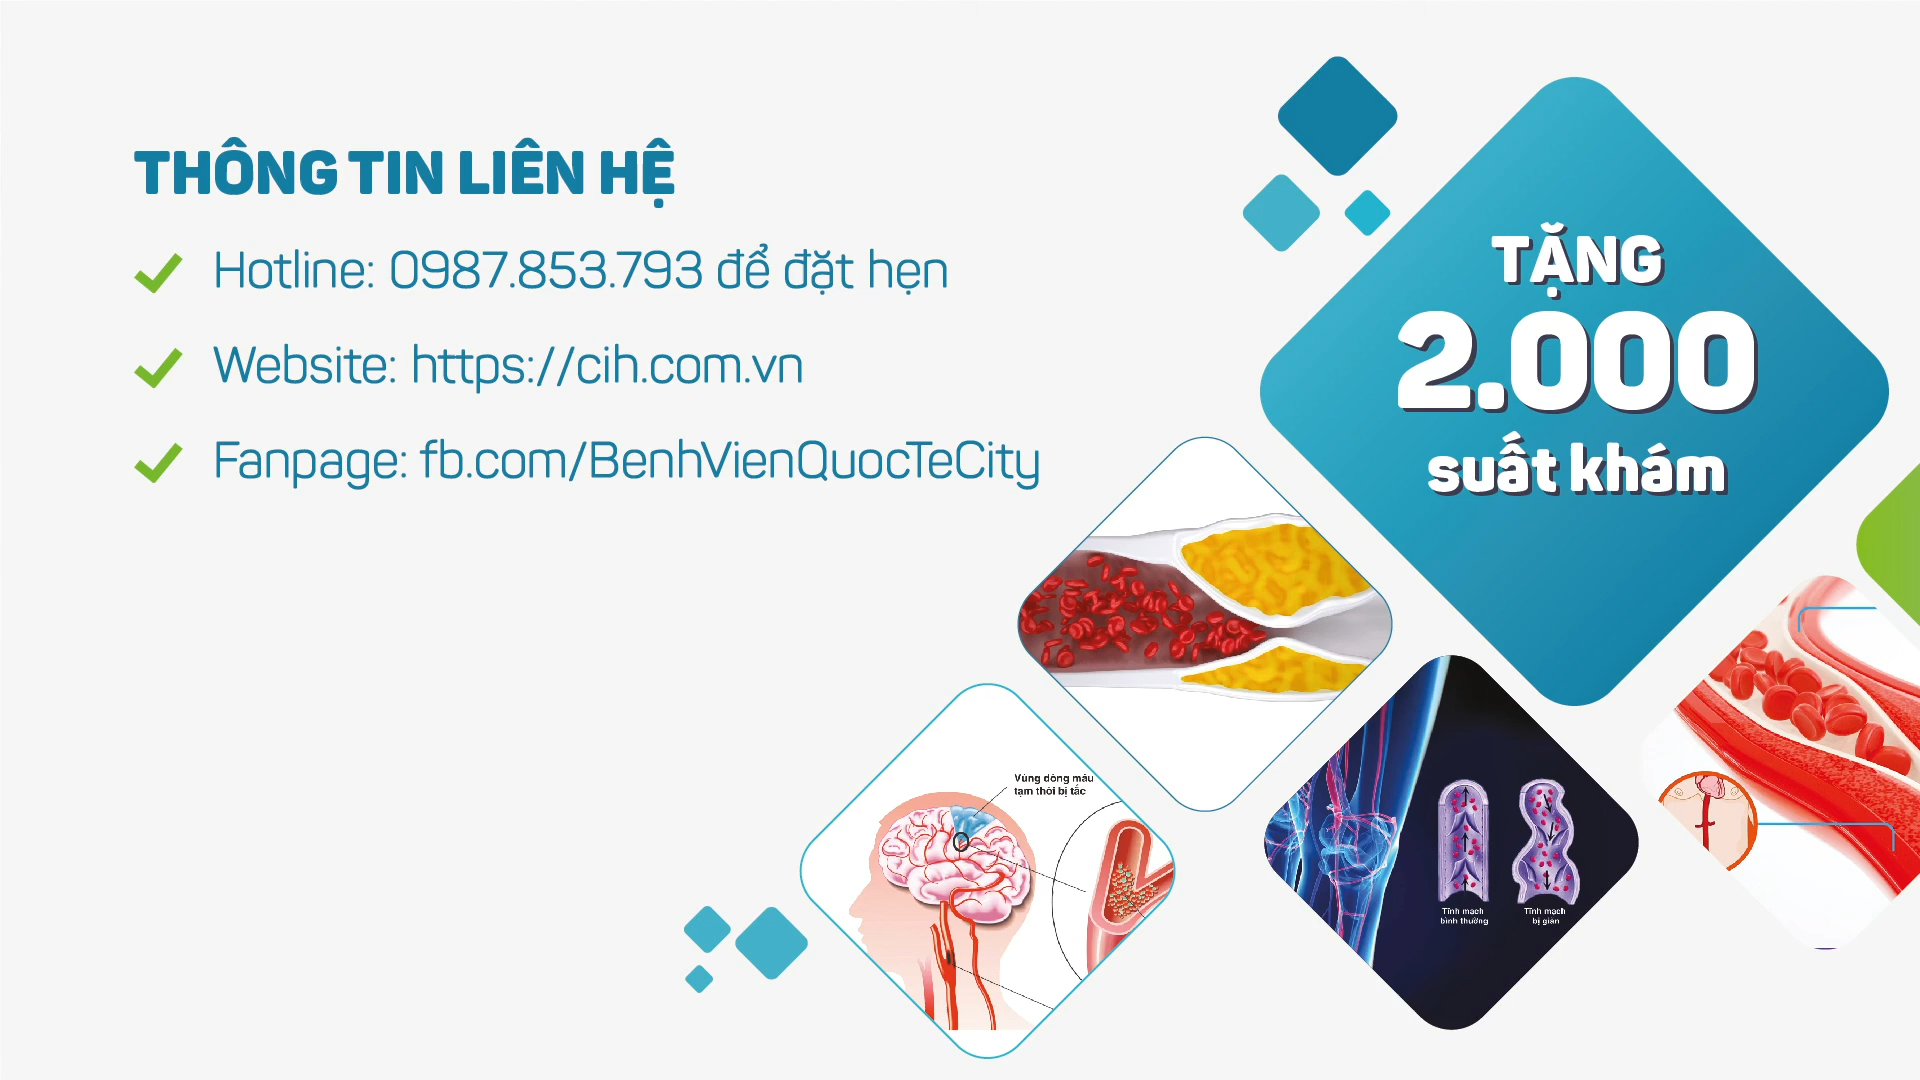 THÔNG TIN LIÊN HỆ
Hotline: 0987.853.793 để đặt hẹn
Website: https://cih.com.vn
Fanpage: fb.com/BenhVienQuocTeCity
TẶNG
2.000
suất khám
Vùng dòng máu
tạm thời bị tắc
Tĩnh mạch
bình thường
Tĩnh mạch
bị giãn